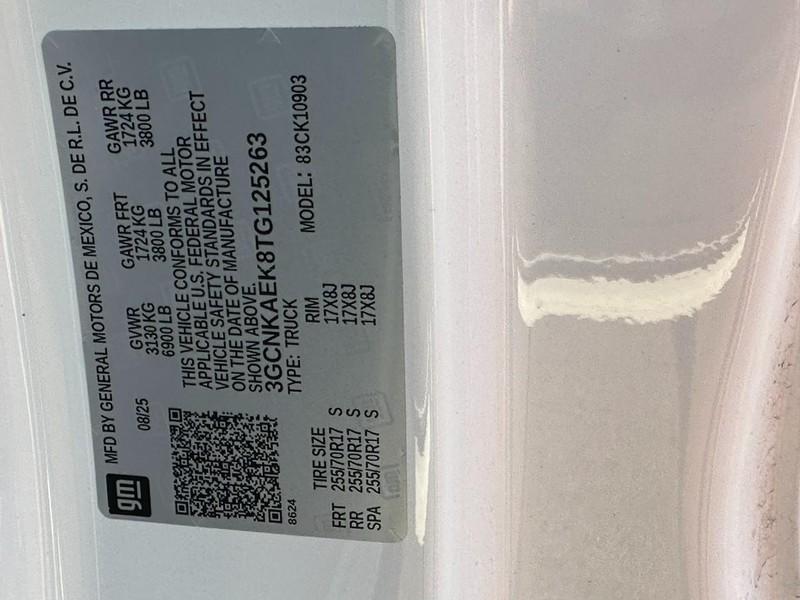 gm
MFD BY GENERAL MOTORS DE MEXICO, S. DE R.L. DE C.V.
08/25 GVWR GAWR FRT GAWR RR
3130 KG 1724 KG 1724 KG
6900 LB 3800 LB 3800 LB
THIS VEHICLE CONFORMS TO ALL
APPLICABLE U.S. FEDERAL MOTOR
VEHICLE SAFETY STANDARDS IN EFFECT
ON THE DATE OF MANUFACTURE
SHOWN ABOVE.
3GCNKAEK8TG125263
8624
TYPE: TRUCK MODEL: 83CK10903
TIRE SIZE RIM
FRT 255/70R17 S 17X8J
RR 255/70R17 S 17X8J
SPA 255/70R17 S 17X8J